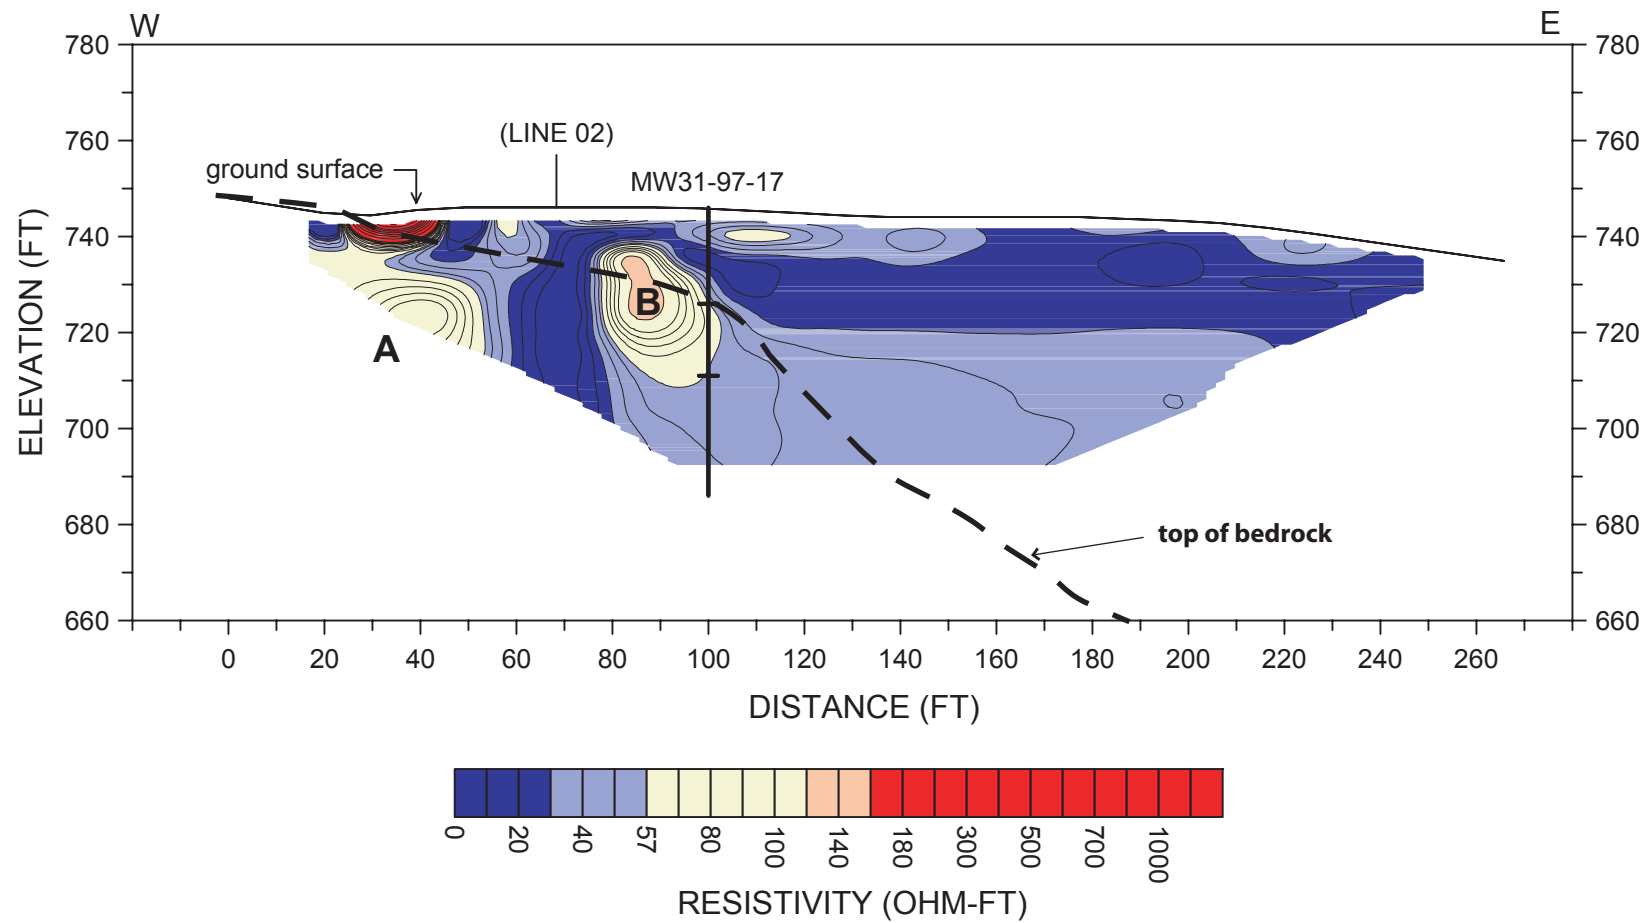 W E
780 780
(LINE 02)
760 760
ground surface
MW31-97-17
740 740
B
720 720
A
700 700
680 680
top of bedrock
660 660
ELEVATION (FT)
0 20 40 60 80 100 120 140 160 180 200 220 240 260
DISTANCE (FT)
0 20 40 57 80 100 140 180 300 500 700 1000
RESISTIVITY (OHM-FT)